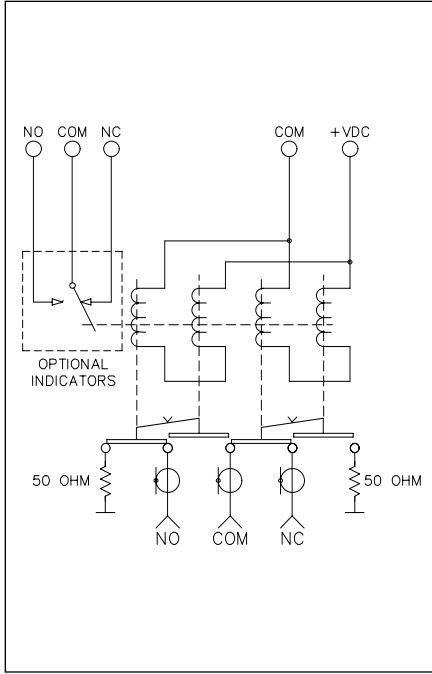 NO COM NC COM +VDC
OPTIONAL
INDICATORS
50 OHM 50 OHM
NO COM NC